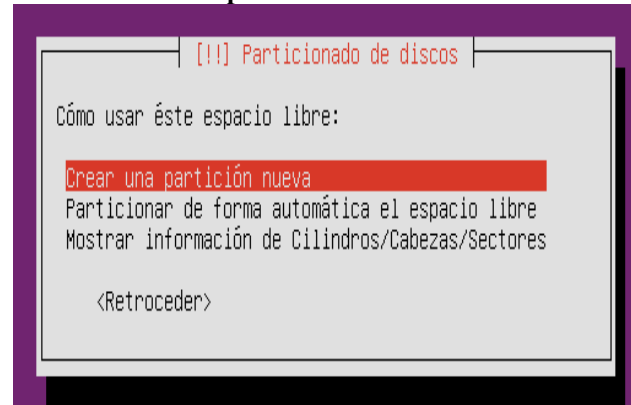 [!!] Particionado de discos
Cómo usar éste espacio libre:
Crear una partición nueva
Particionar de forma automática el espacio libre
Mostrar información de Cilindros/Cabezas/Sectores
<Retroceder>